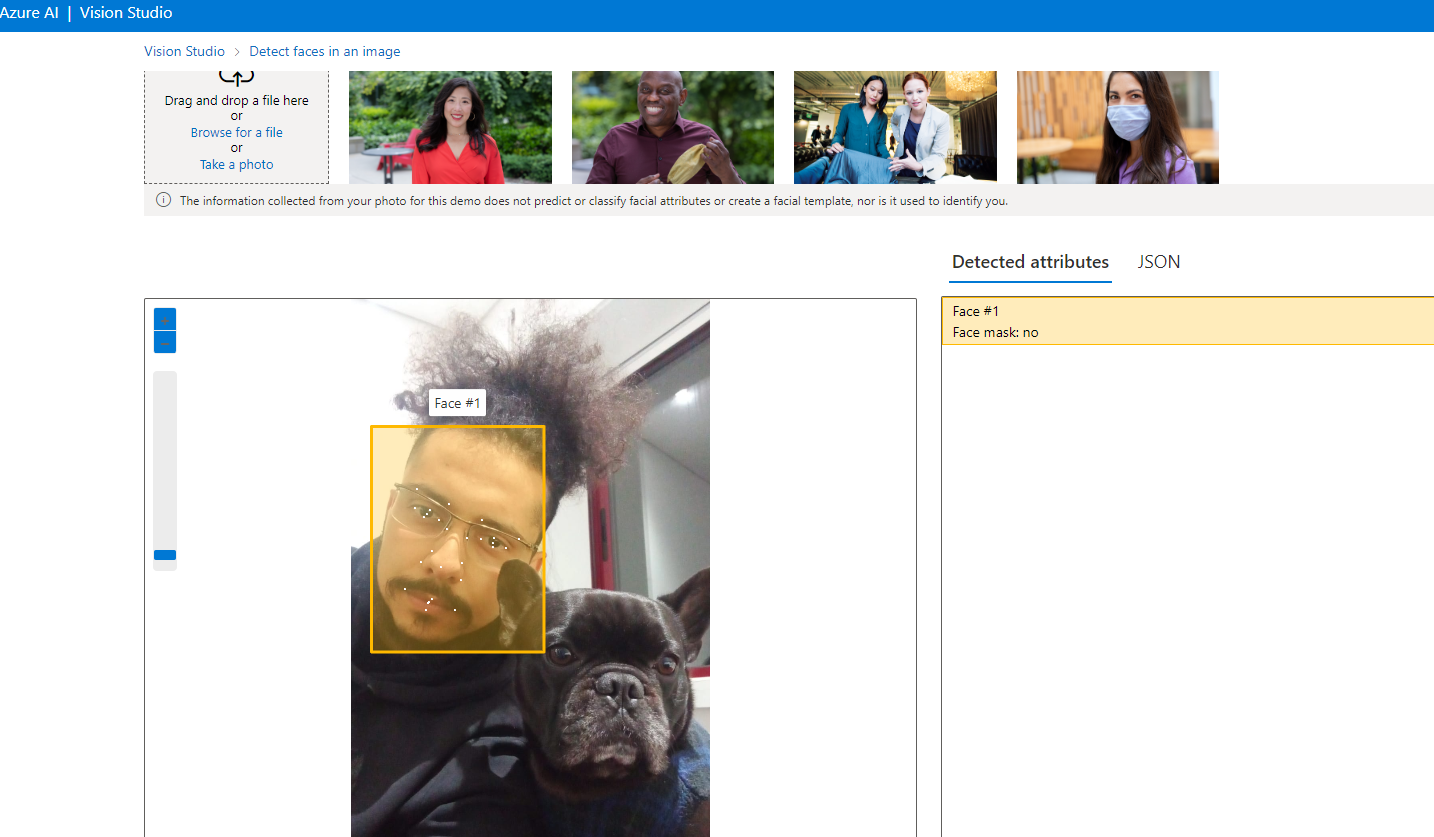 Azure AI | Vision Studio
Vision Studio > Detect faces in an image
Drag and drop a file here
or
Browse for a file
or
Take a photo
The information collected from your photo for this demo does not predict or classify facial attributes or create a facial template, nor is it used to identify you.
Detected attributes JSON
Face #1
Face mask: no
Face #1